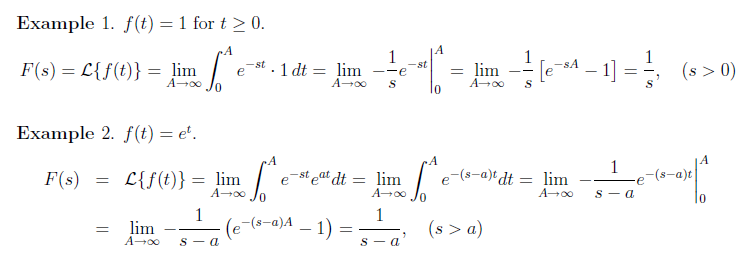 Example 1. f(t) = 1 for t ≥ 0.
F(s) = ℒ{f(t)} = lim_{A→∞} ∫_0^A e^{−st} · 1 dt = lim_{A→∞} −(1/s)e^{−st}|_0^A = lim_{A→∞} −(1/s)[e^{−sA} − 1] = 1/s, (s > 0)
Example 2. f(t) = e^t.
F(s) = ℒ{f(t)} = lim_{A→∞} ∫_0^A e^{−st}e^{at}dt = lim_{A→∞} ∫_0^A e^{−(s−a)t}dt = lim_{A→∞} −(1/(s−a))e^{−(s−a)t}|_0^A
= lim_{A→∞} −(1/(s−a))(e^{−(s−a)A} − 1) = 1/(s−a), (s > a)